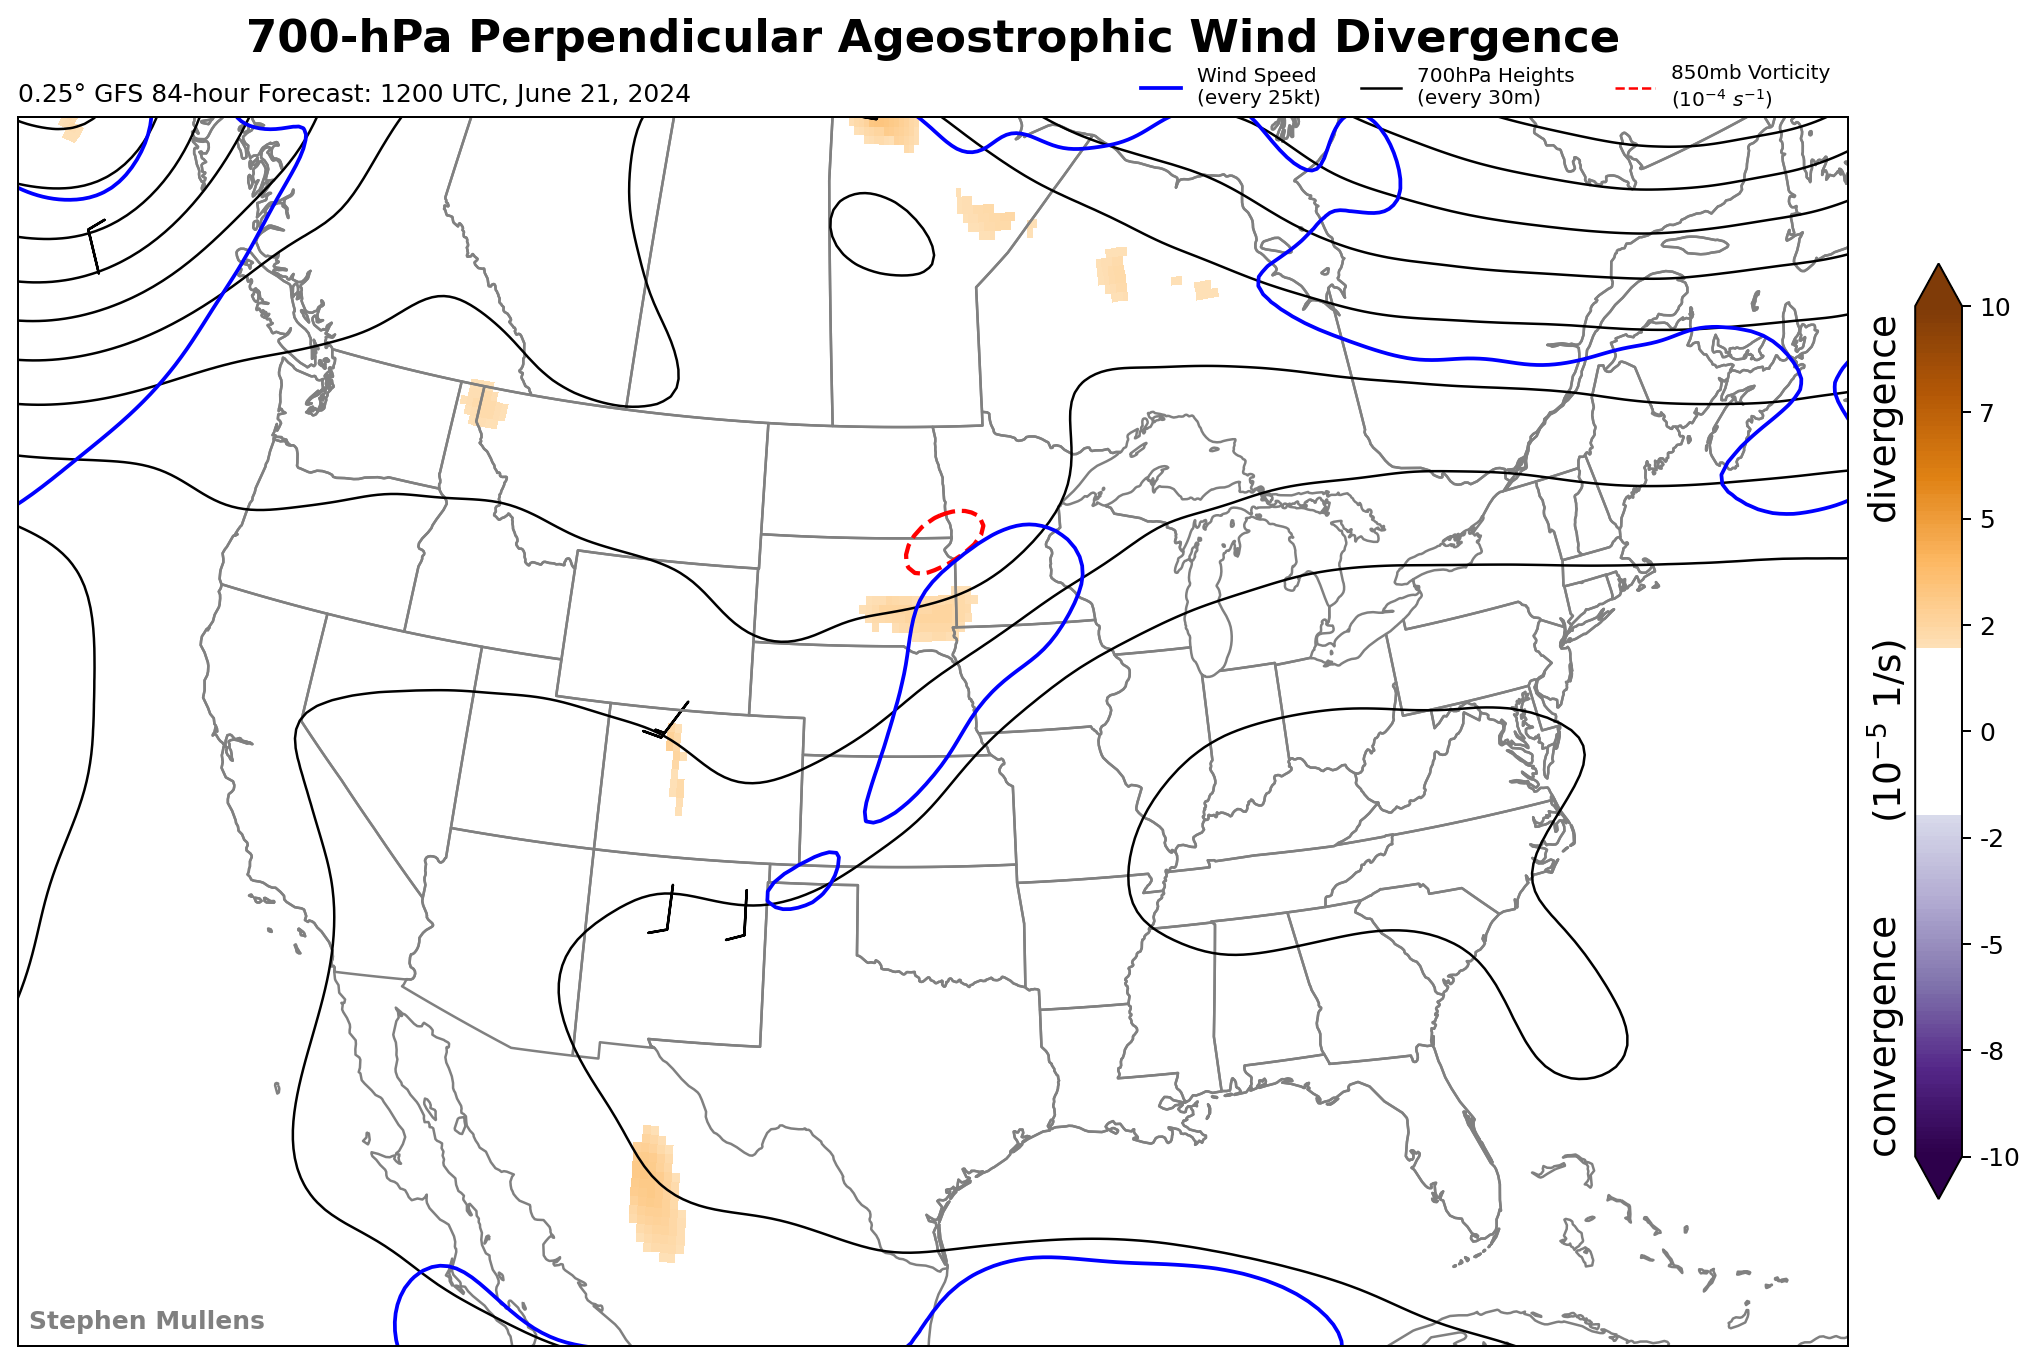 700-hPa Perpendicular Ageostrophic Wind Divergence
0.25° GFS 84-hour Forecast: 1200 UTC, June 21, 2024
Wind Speed
(every 25kt)
700hPa Heights
(every 30m)
850mb Vorticity
(10⁻⁴ s⁻¹)
10
7
5
2
0
-2
-5
-8
-10
convergence (10⁻⁵ 1/s) divergence
Stephen Mullens